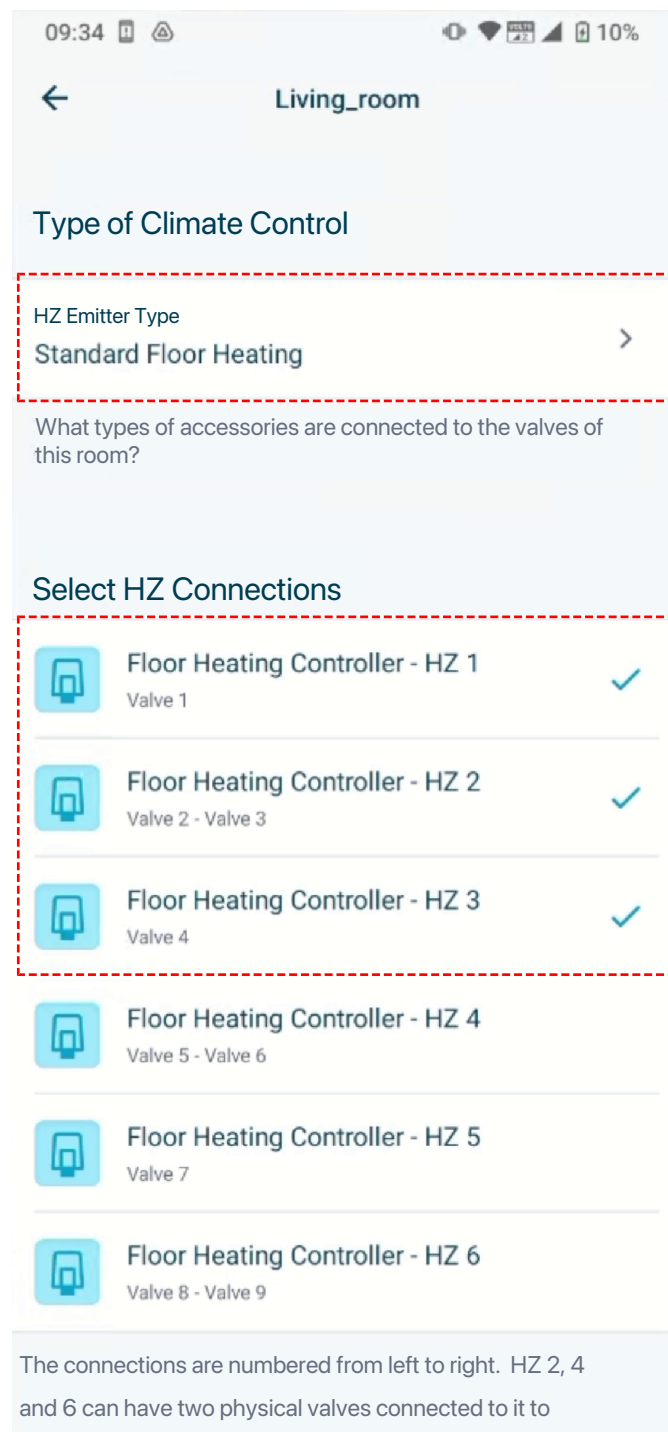 09:34 10%
Living_room
Type of Climate Control
HZ Emitter Type
Standard Floor Heating
What types of accessories are connected to the valves of
this room?
Select HZ Connections
Floor Heating Controller - HZ 1
Valve 1
Floor Heating Controller - HZ 2
Valve 2 - Valve 3
Floor Heating Controller - HZ 3
Valve 4
Floor Heating Controller - HZ 4
Valve 5 - Valve 6
Floor Heating Controller - HZ 5
Valve 7
Floor Heating Controller - HZ 6
Valve 8 - Valve 9
The connections are numbered from left to right. HZ 2, 4
and 6 can have two physical valves connected to it to